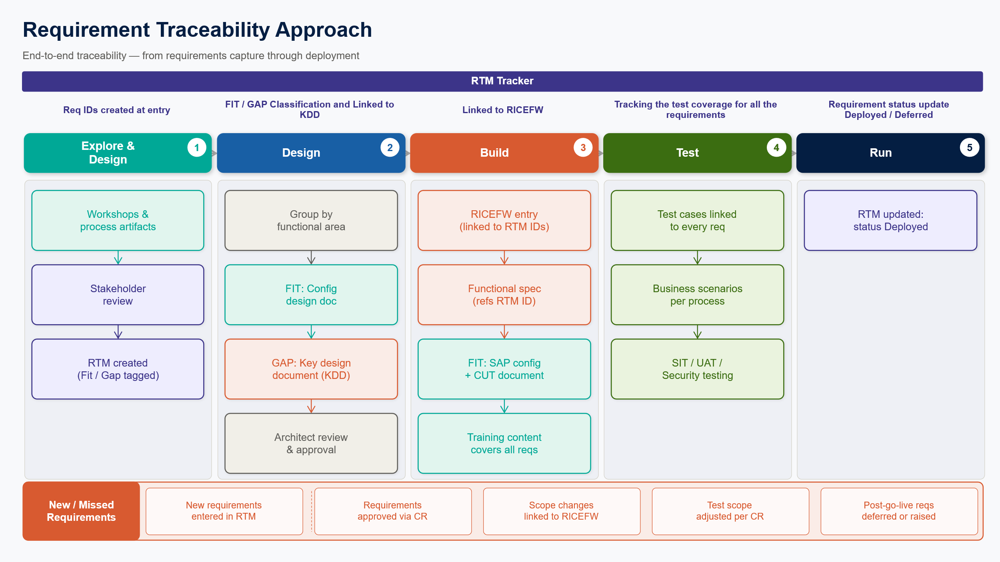 Requirement Traceability Approach
End-to-end traceability — from requirements capture through deployment
RTM Tracker
Req IDs created at entry
FIT / GAP Classification and Linked to
KDD
Linked to RICEFW
Tracking the test coverage for all the
requirements
Requirement status update
Deployed / Deferred
Explore &
Design
1
Design
2
Build
3
Test
4
Run
5
Workshops &
process artifacts
Stakeholder
review
RTM created
(Fit / Gap tagged)
Group by
functional area
FIT: Config
design doc
GAP: Key design
document (KDD)
Architect review
& approval
RICEFW entry
(linked to RTM IDs)
Functional spec
(refs RTM ID)
FIT: SAP config
+ CUT document
Training content
covers all reqs
Test cases linked
to every req
Business scenarios
per process
SIT / UAT /
Security testing
RTM updated:
status Deployed
New / Missed
Requirements
New requirements
entered in RTM
Requirements
approved via CR
Scope changes
linked to RICEFW
Test scope
adjusted per CR
Post-go-live reqs
deferred or raised